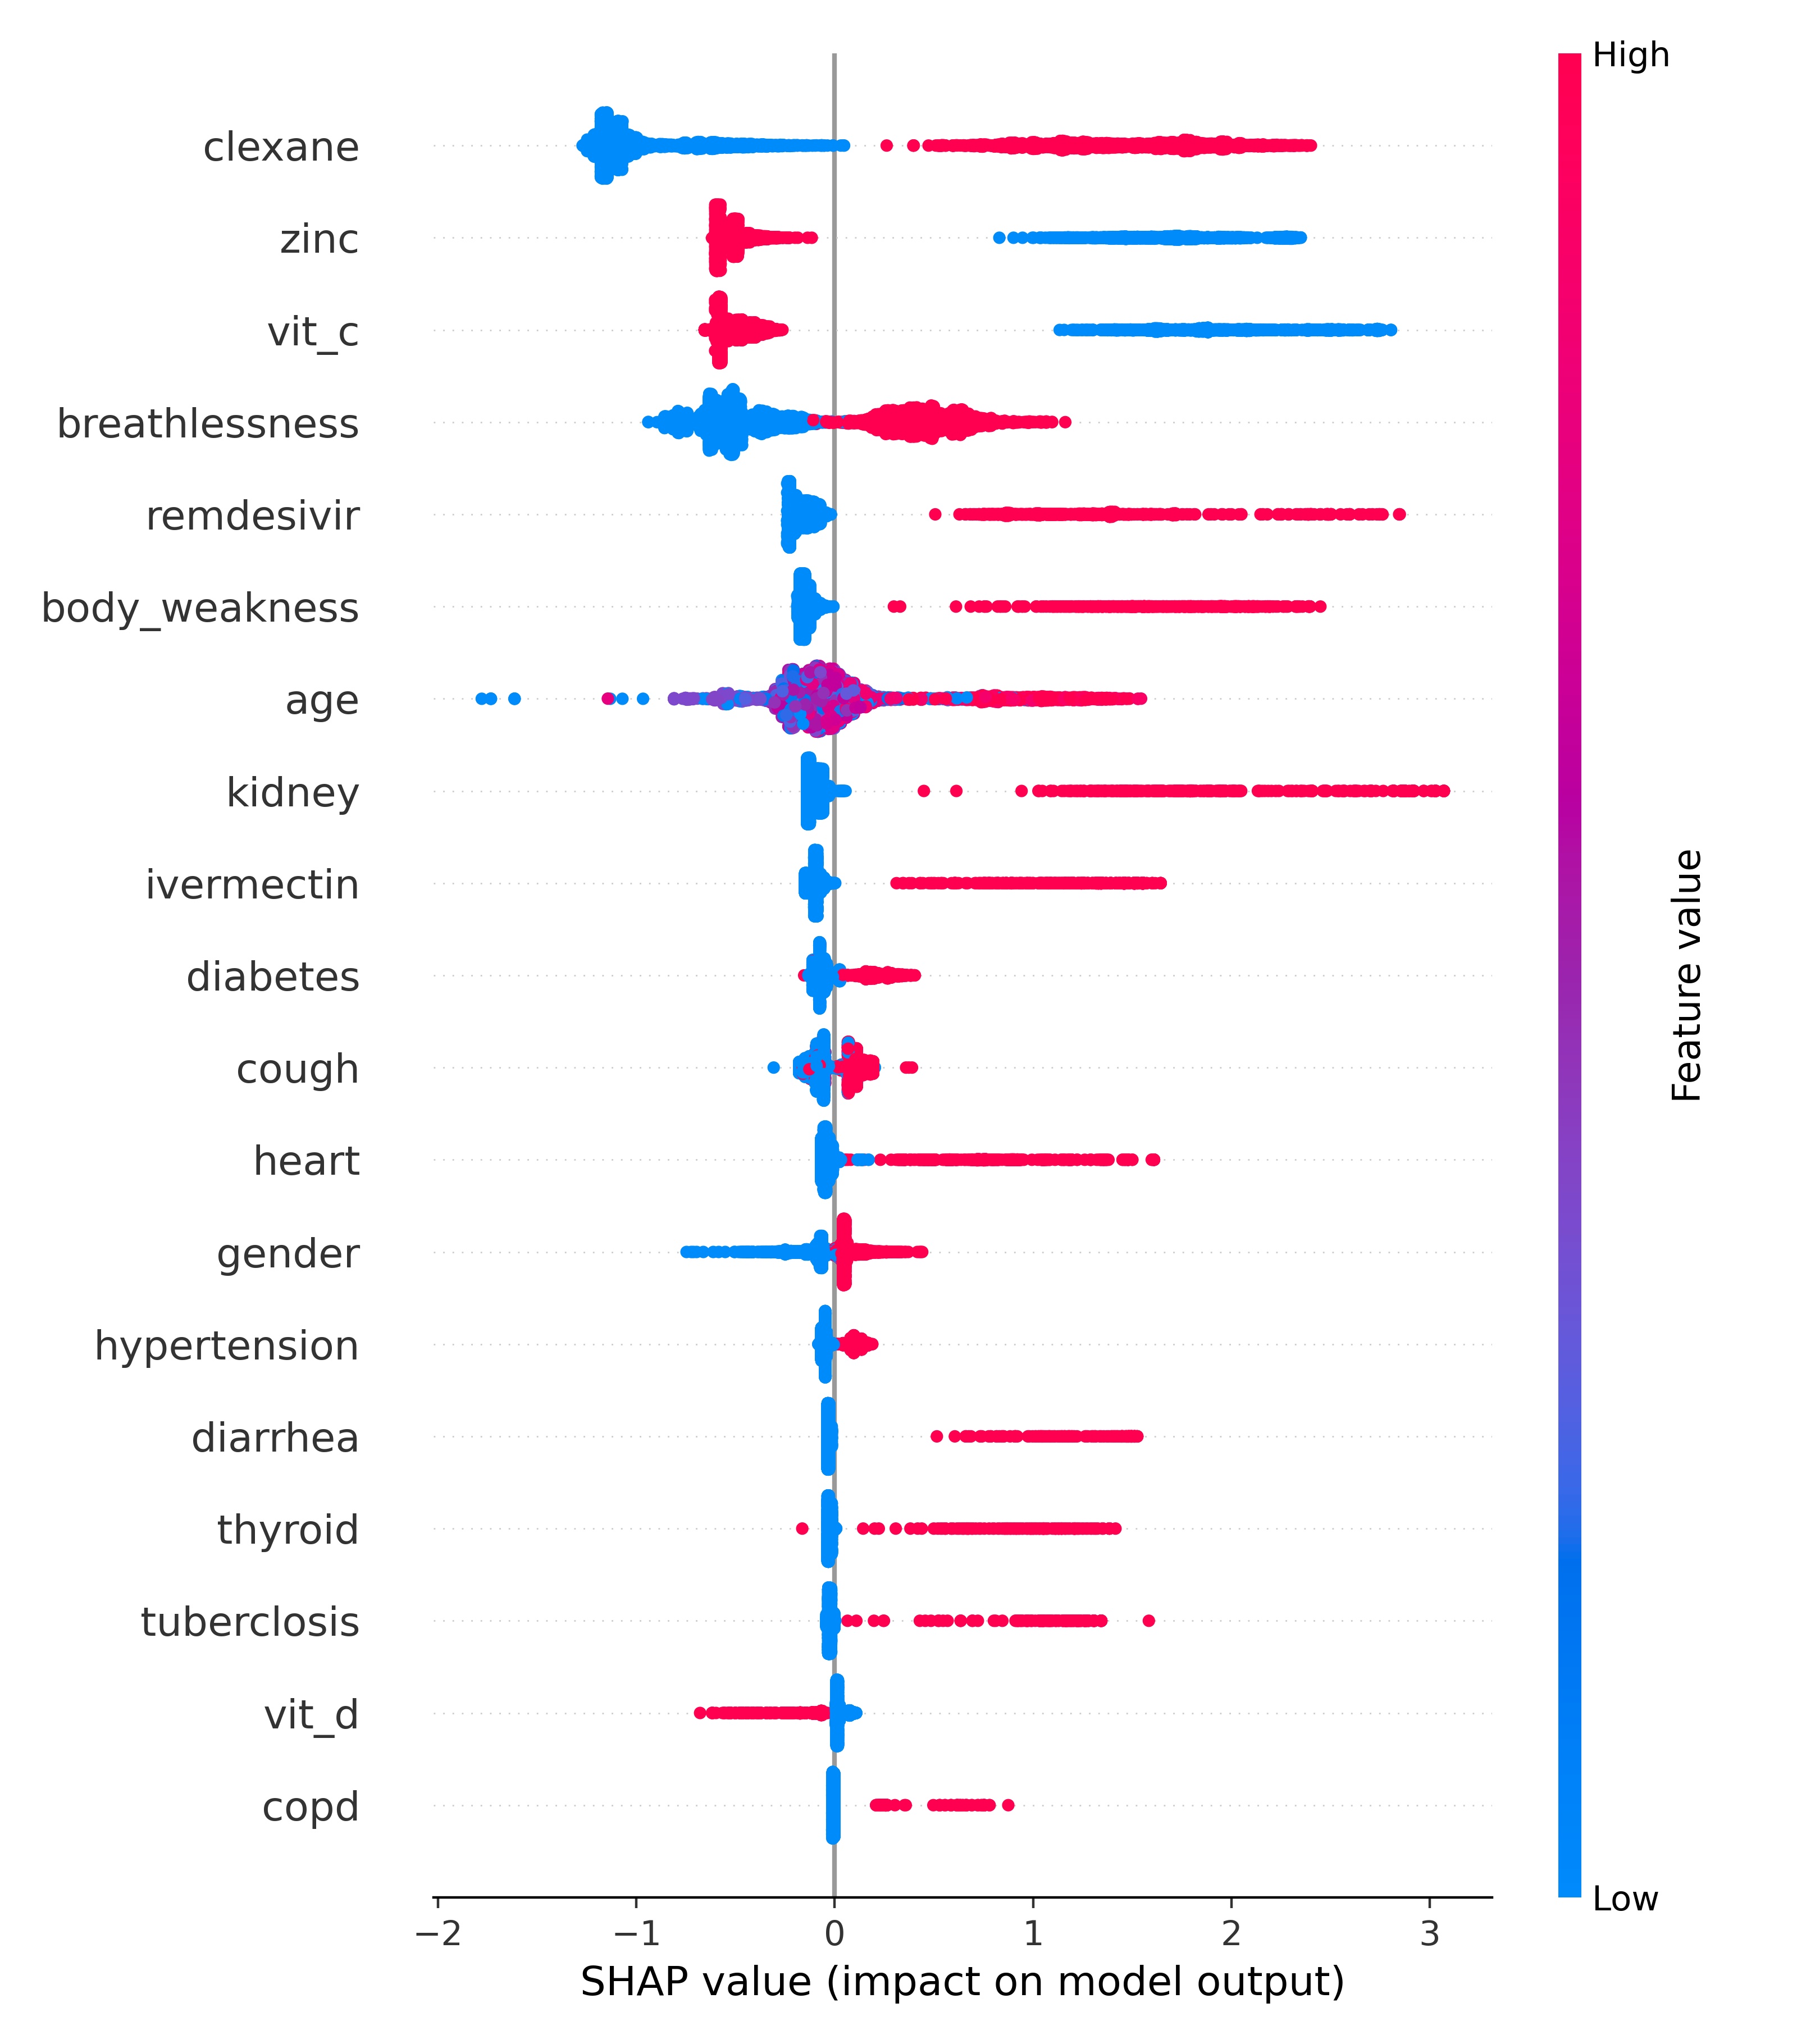 High
clexane
zinc
vit_c
breathlessness
remdesivir
body_weakness
age
kidney
ivermectin
diabetes
cough
heart
gender
hypertension
diarrhea
thyroid
tuberclosis
vit_d
copd
Feature value
Low
−2 −1 0 1 2 3
SHAP value (impact on model output)